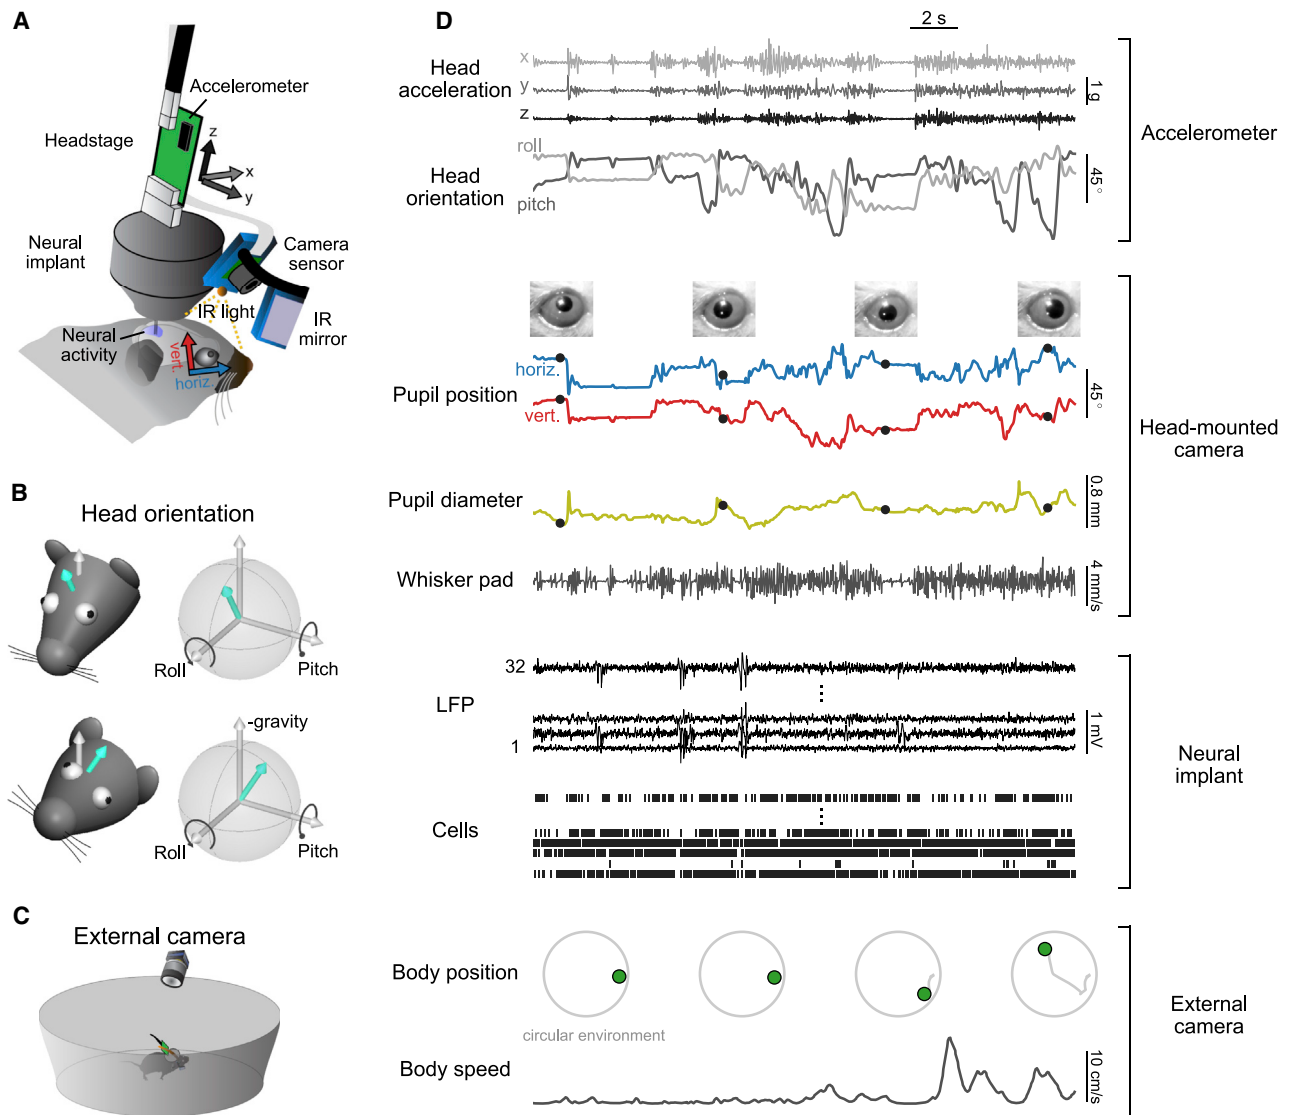 A
Accelerometer
Headstage
z
x
y
Neural
implant
Camera
sensor
IR light
IR
mirror
Neural
activity
vert.
horiz.
B
Head orientation
Roll
Pitch
-gravity
Roll
Pitch
C
External camera
D
2 s
Head
acceleration
x
y
z
1 g
Head
orientation
roll
pitch
45°
Accelerometer
Pupil position
horiz.
vert.
45°
Pupil diameter
0.8 mm
Whisker pad
4 mm/s
Head-mounted
camera
LFP
32
1
1 mV
Cells
Neural
implant
Body position
circular environment
Body speed
10 cm/s
External
camera